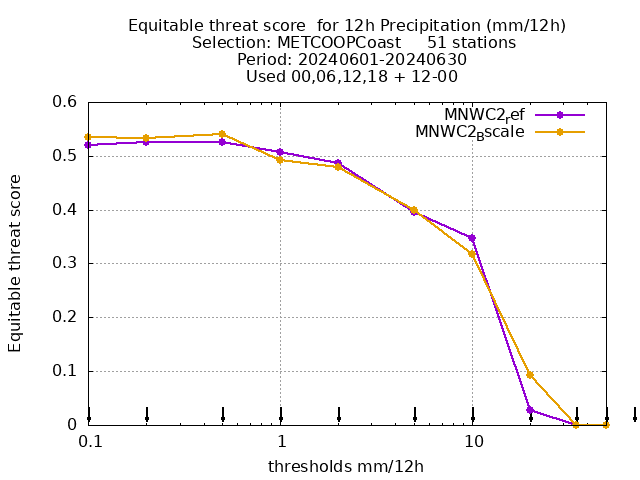 Equitable threat score  for 12h Precipitation (mm/12h)
Selection: METCOOPCoast     51 stations
Period: 20240601-20240630
Used 00,06,12,18 + 12-00
MNWC2ref
MNWC2Bscale
0.6
0.5
0.4
0.3
0.2
0.1
0
Equitable threat score
0.1 1 10
thresholds mm/12h